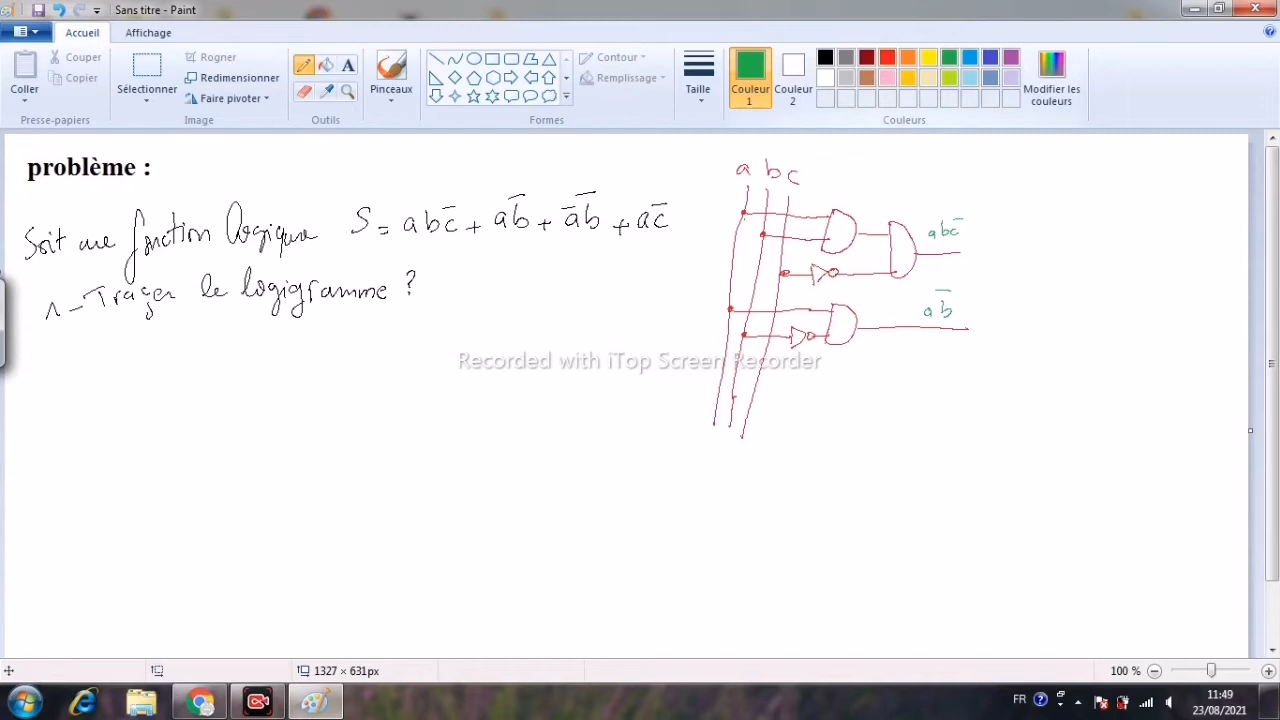 Sans titre - Paint
Accueil Affichage
Coller
Couper
Copier
Presse-papiers
Sélectionner
Rogner
Redimensionner
Faire pivoter
Image
A
Outils
Pinceaux
Contour
Remplissage
Formes
Taille
Couleur 1
Couleur 2
Modifier les couleurs
Couleurs
problème :
Soit une fonction logique S = abc̅ + ab̅ + a̅b̅ + ac̅
1 - Traçer le logigramme ?
a b c
abc̅
ab̅
Recorded with iTop Screen Recorder
1327 × 631px
100 %
FR
11:49
23/08/2021